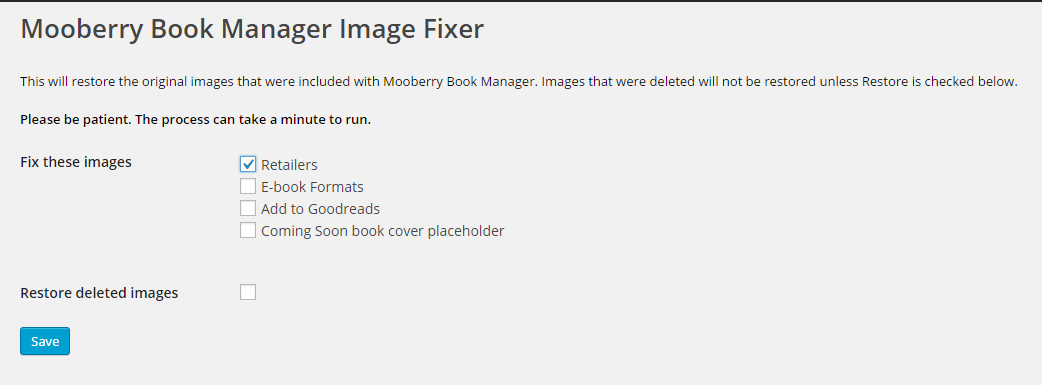 Mooberry Book Manager Image Fixer
This will restore the original images that were included with Mooberry Book Manager. Images that were deleted will not be restored unless Restore is checked below.
Please be patient. The process can take a minute to run.
Fix these images
Retailers
E-book Formats
Add to Goodreads
Coming Soon book cover placeholder
Restore deleted images
Save